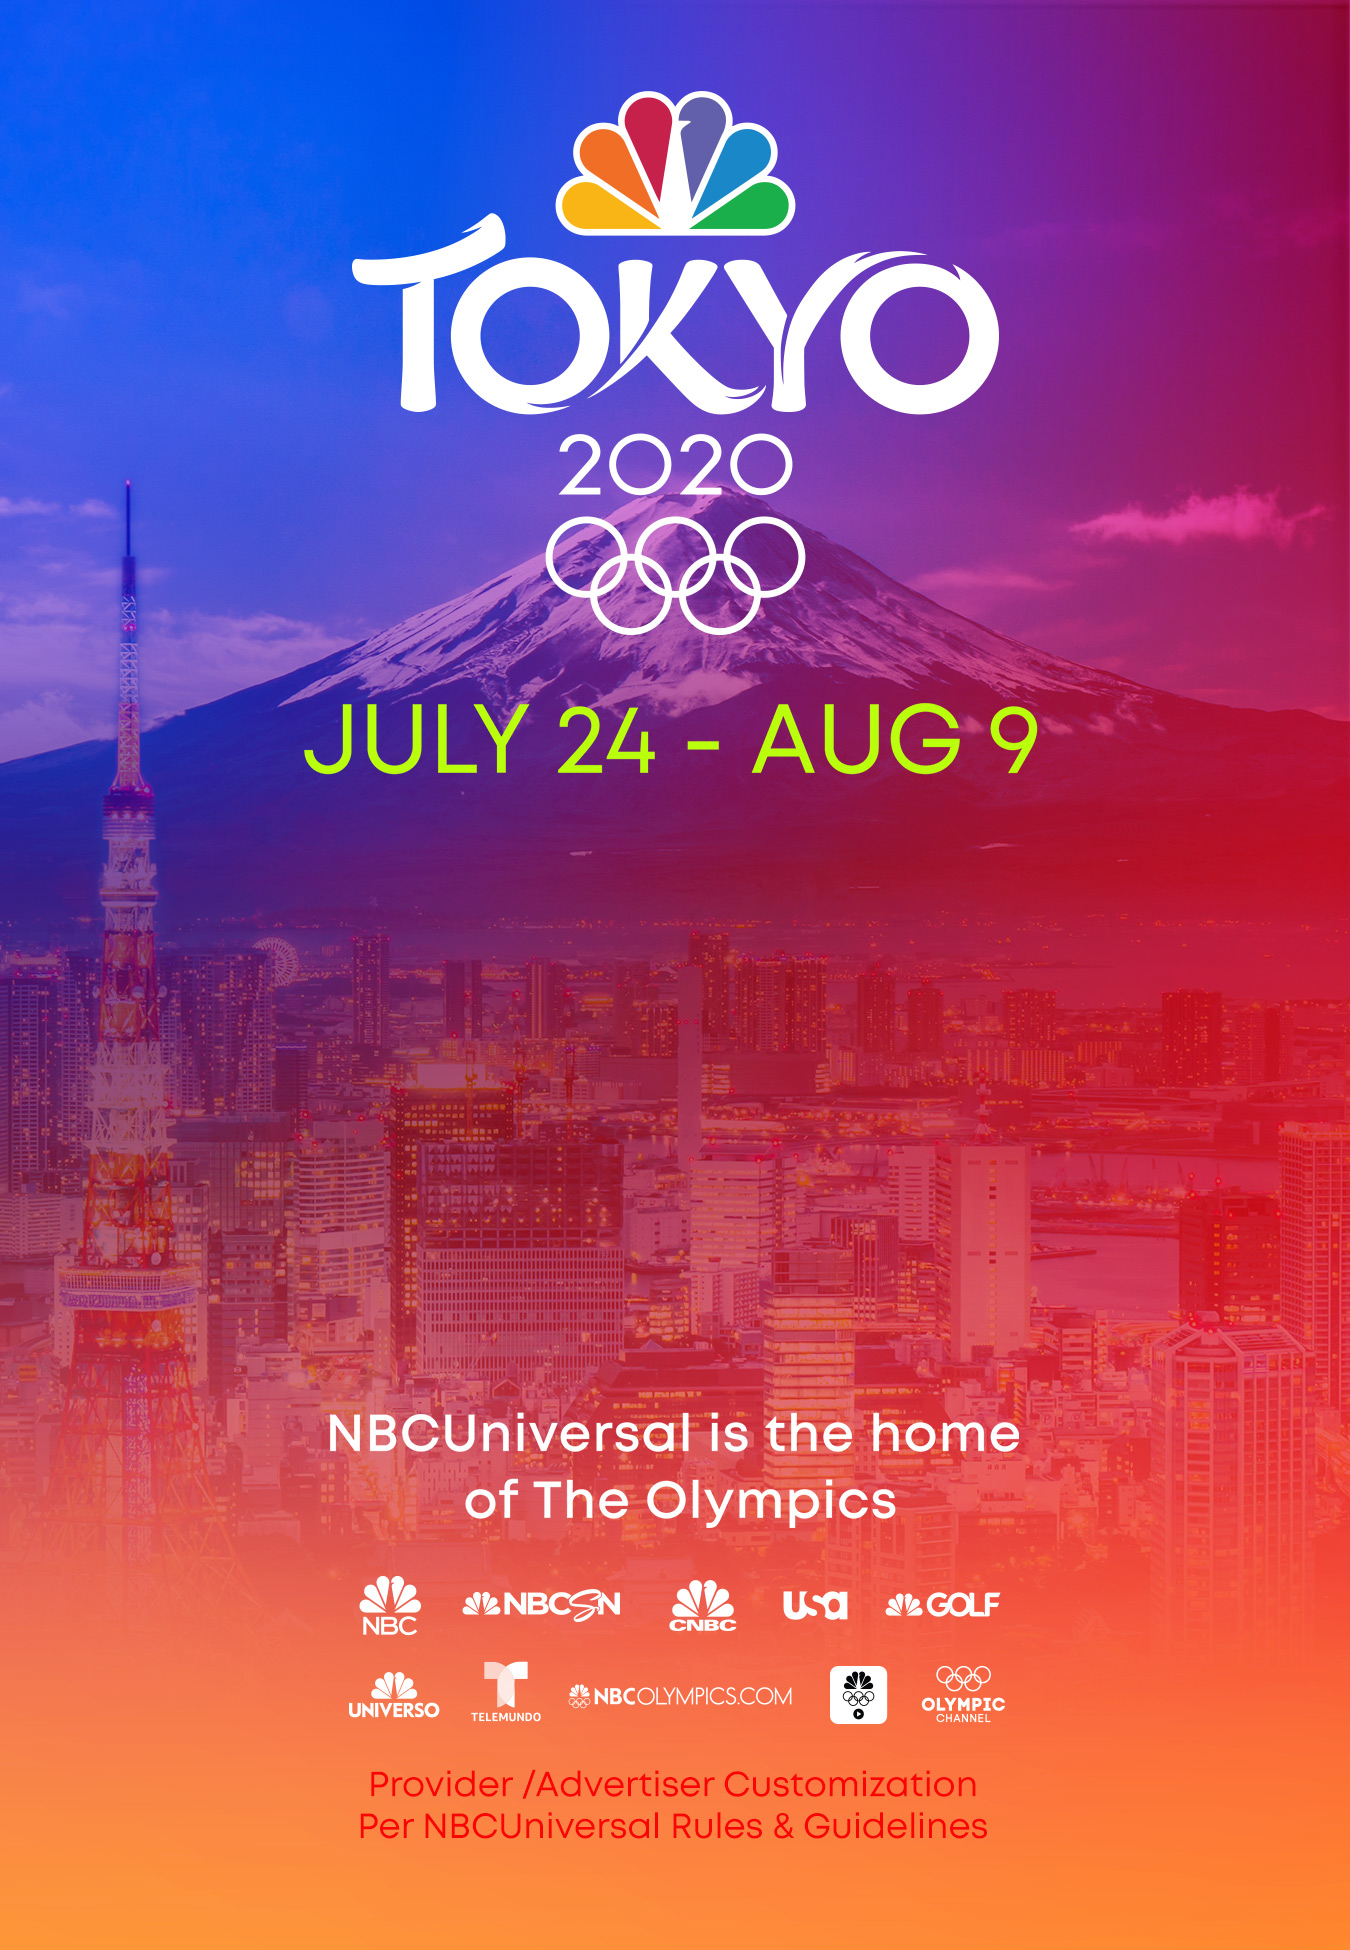 TOKYO
2020
JULY 24 - AUG 9
NBCUniversal is the home
of The Olympics
NBC NBCSN CNBC USA GOLF
UNIVERSO TELEMUNDO NBCOLYMPICS.COM OLYMPIC CHANNEL
Provider /Advertiser Customization
Per NBCUniversal Rules & Guidelines